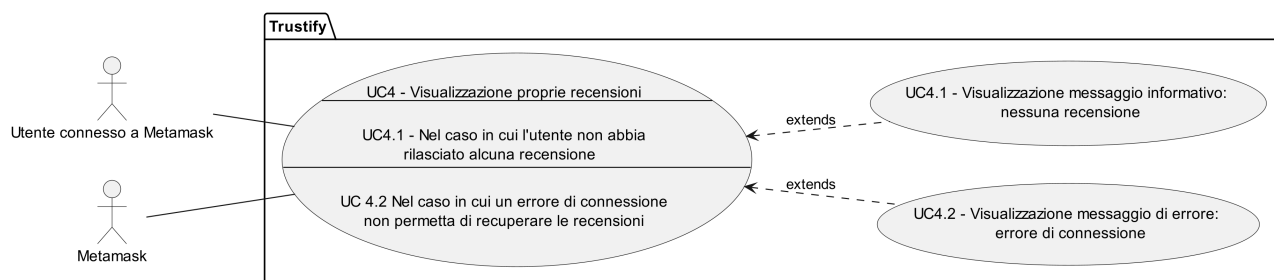 Trustify
Utente connesso a Metamask
Metamask
UC4 - Visualizzazione proprie recensioni
UC4.1 - Nel caso in cui l'utente non abbia
rilasciato alcuna recensione
UC 4.2 Nel caso in cui un errore di connessione
non permetta di recuperare le recensioni
extends
extends
UC4.1 - Visualizzazione messaggio informativo:
nessuna recensione
UC4.2 - Visualizzazione messaggio di errore:
errore di connessione